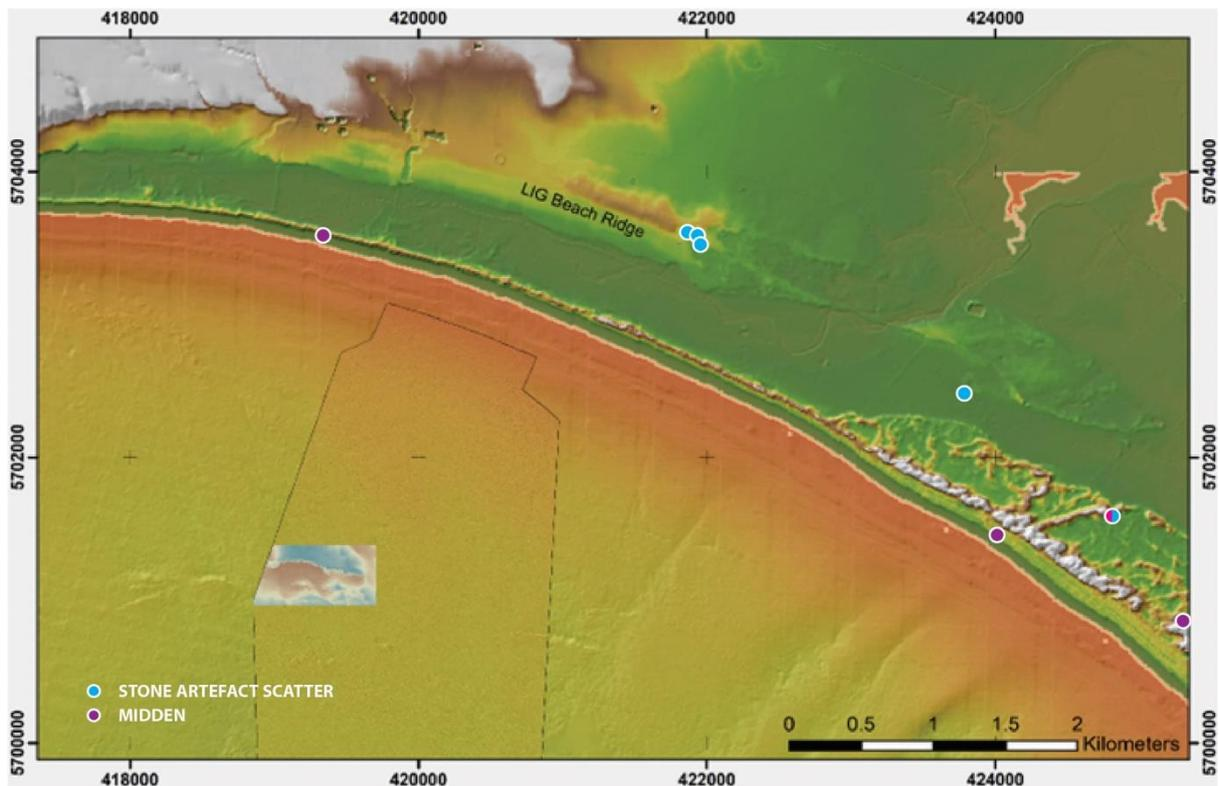 418000 420000 422000 424000
5704000 5704000
LIG Beach Ridge
5702000 5702000
STONE ARTEFACT SCATTER
MIDDEN
0 0.5 1 1.5 2
Kilometers
5700000 5700000
418000 420000 422000 424000